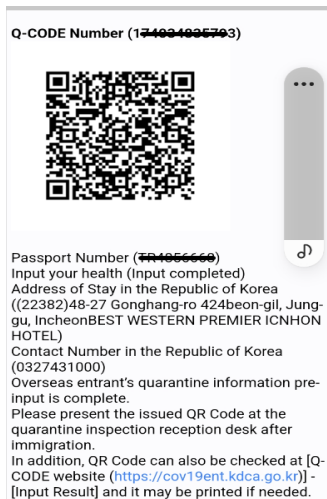 Q-CODE Number (1 3)
Passport Number ( )
Input your health (Input completed)
Address of Stay in the Republic of Korea
((22382)48-27 Gonghang-ro 424beon-gil, Jung-
gu, IncheonBEST WESTERN PREMIER ICNHON
HOTEL)
Contact Number in the Republic of Korea
(0327431000)
Overseas entrant's quarantine information pre-
input is complete.
Please present the issued QR Code at the
quarantine inspection reception desk after
immigration.
In addition, QR Code can also be checked at [Q-
CODE website (https://cov19ent.kdca.go.kr)] -
[Input Result] and it may be printed if needed.